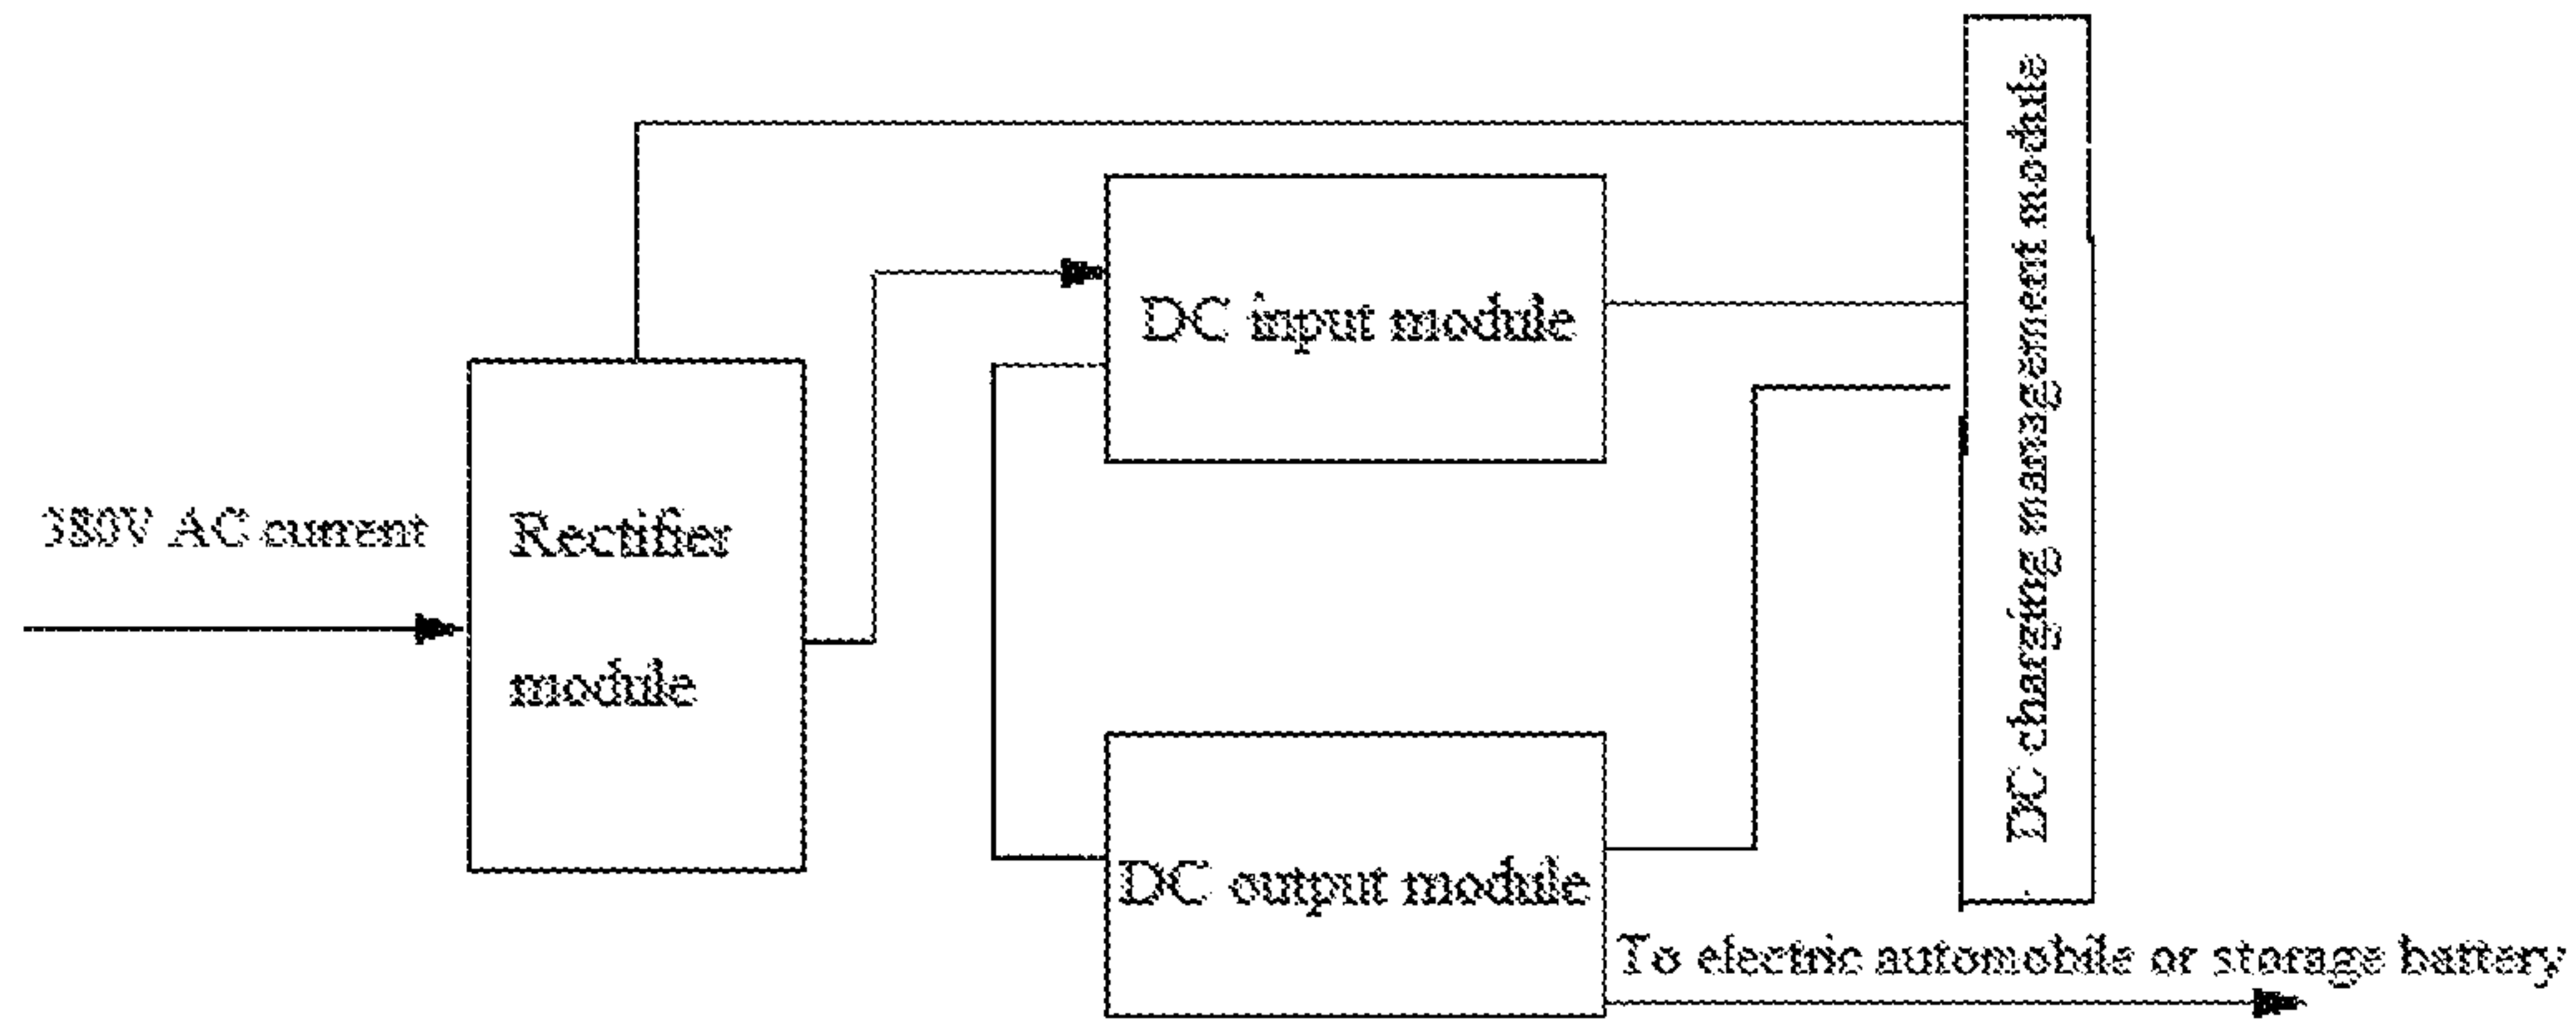 DC charging management module
DC input module
380V AC current
Rectifier
module
DC output module
To electric automobile or storage battery